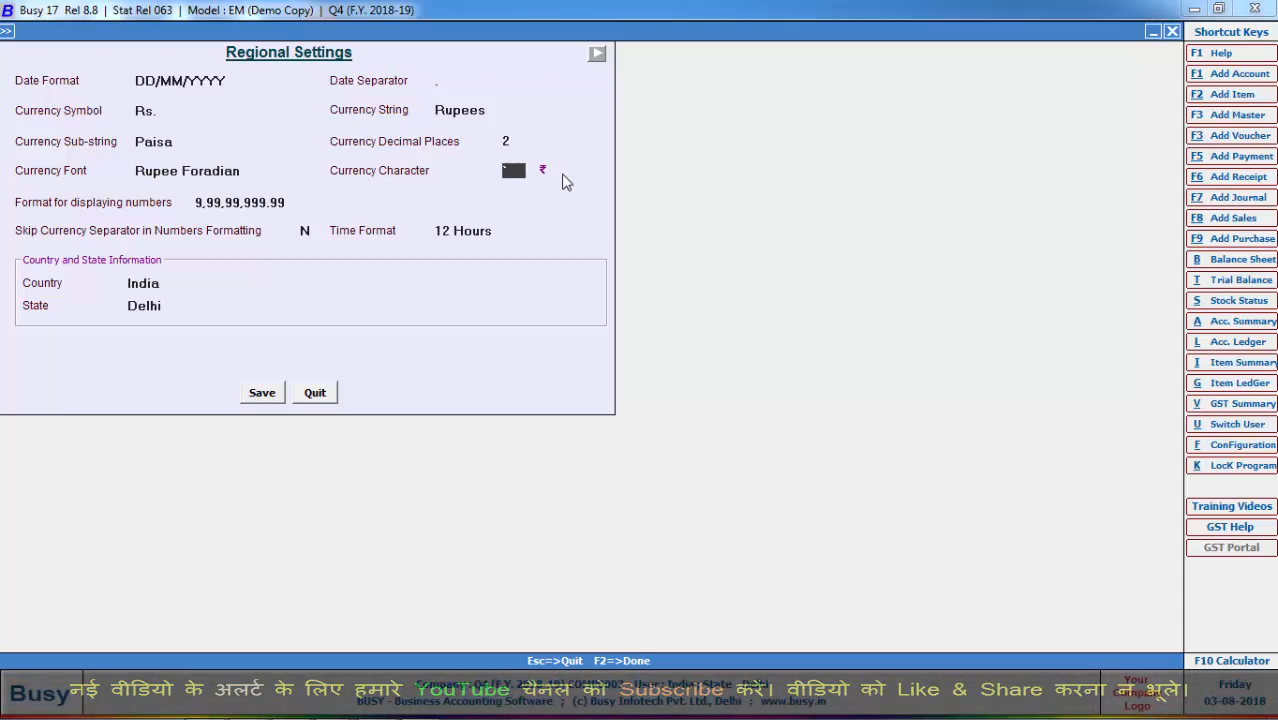 Busy 17 Rel 8.8 | Stat Rel 063 | Model : EM (Demo Copy) | Q4 (F.Y. 2018-19)
>>
Regional Settings
Date Format DD/MM/YYYY Date Separator .
Currency Symbol Rs. Currency String Rupees
Currency Sub-string Paisa Currency Decimal Places 2
Currency Font Rupee Foradian Currency Character ` ₹
Format for displaying numbers 9,99,99,999.99
Skip Currency Separator in Numbers Formatting N Time Format 12 Hours
Country and State Information
Country India
State Delhi
Save Quit
Shortcut Keys
F1 Help
F1 Add Account
F2 Add Item
F3 Add Master
F3 Add Voucher
F5 Add Payment
F6 Add Receipt
F7 Add Journal
F8 Add Sales
F9 Add Purchase
B Balance Sheet
T Trial Balance
S Stock Status
A Acc. Summary
L Acc. Ledger
I Item Summary
G Item LedGer
V GST Summary
U Switch User
F ConFiguration
K LocK Program
Training Videos
GST Help
GST Portal
Esc=>Quit F2=>Done
F10 Calculator
Busy
नई वीडियो के अलर्ट के लिए हमारे YouTube चैनल को Subscribe करें। वीडियो को Like & Share करना न भूले।
BUSY - Business Accounting Software ; (c) Busy Infotech Pvt. Ltd., Delhi ; www.busy.in
Your
Company
Logo
Friday
03-08-2018